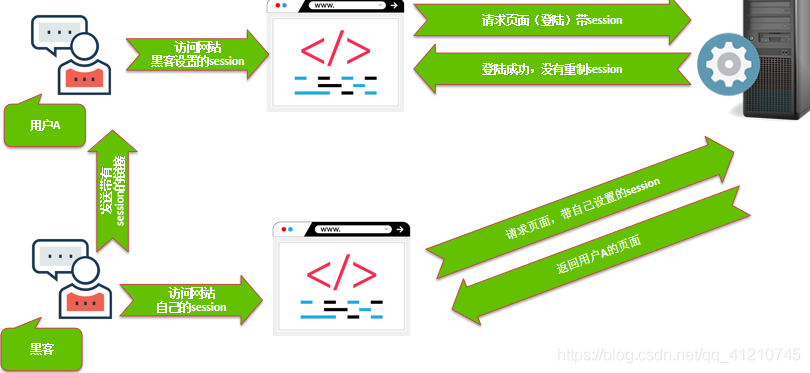 www.
请求页面（登陆）带session
访问网站
黑客设置的session
登陆成功，没有重制session
用户A
发送带有
session的链接
请求页面，带自己设置的session
www.
返回用户A的页面
访问网站
自己的session
黑客
https://blog.csdn.net/qq_41210745